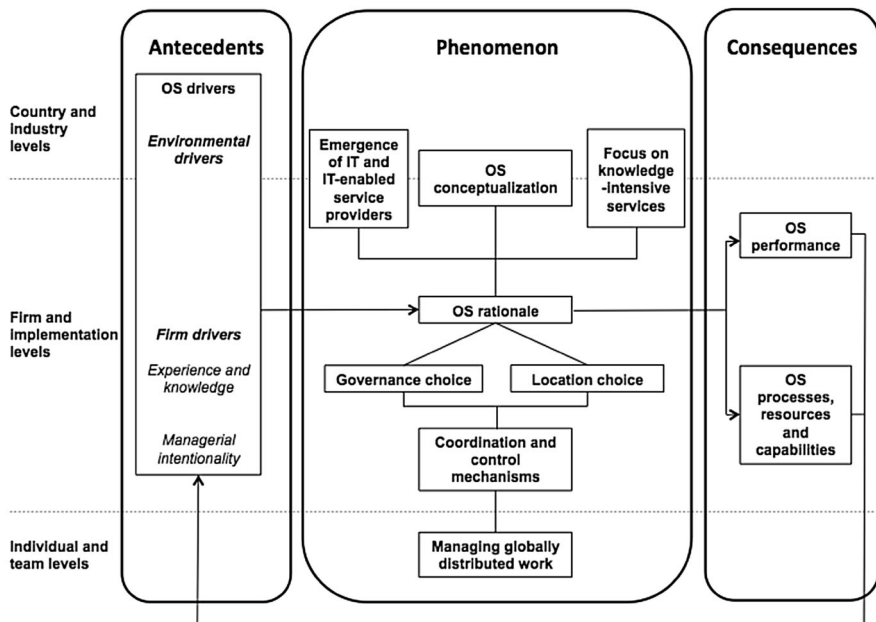 Antecedents
Phenomenon
Consequences
Country and
industry
levels
Firm and
implementation
levels
Individual and
team levels
OS drivers
Environmental
drivers
Firm drivers
Experience and
knowledge
Managerial
intentionality
Emergence
of IT and
IT-enabled
service
providers
OS
conceptualization
Focus on
knowledge
-intensive
services
OS rationale
Governance choice
Location choice
Coordination and
control
mechanisms
Managing globally
distributed work
OS
performance
OS
processes,
resources
and
capabilities